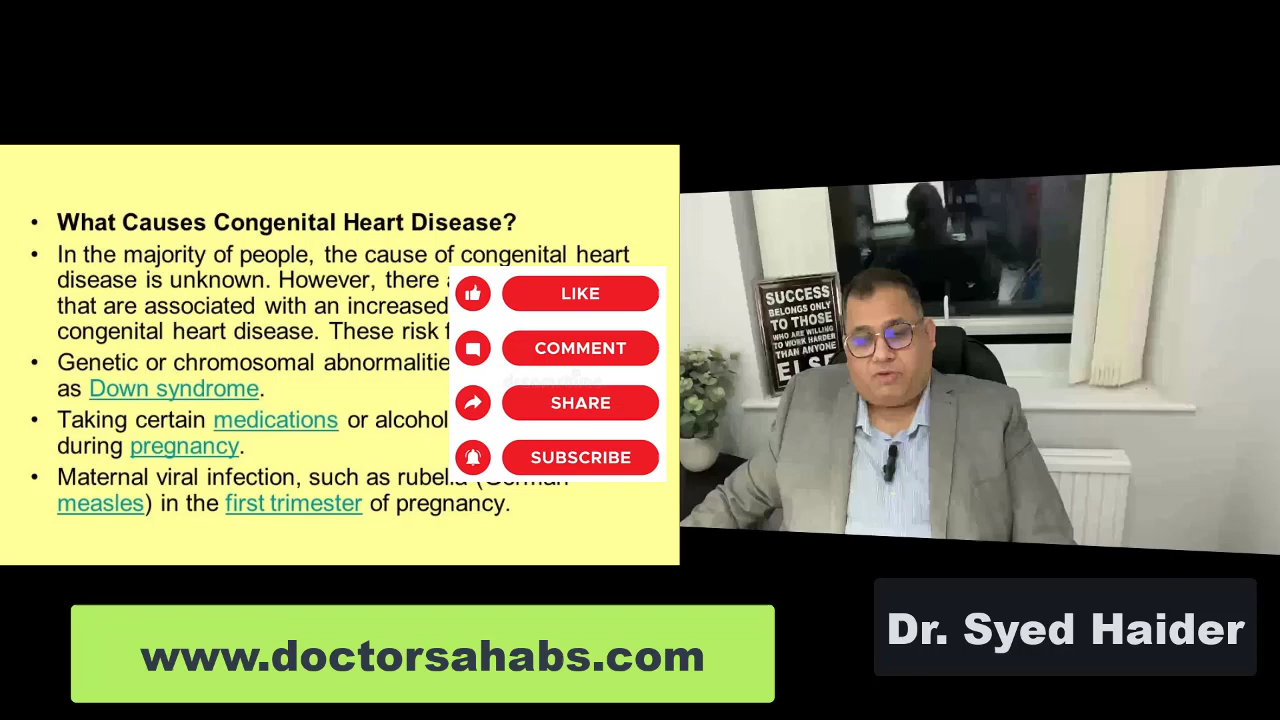 What Causes Congenital Heart Disease?
In the majority of people, the cause of congenital heart
disease is unknown. However, there
that are associated with an increased
congenital heart disease. These risk
Genetic or chromosomal
as Down syndrome.
Taking certain medications or alcohol
during pregnancy.
Maternal viral infection, such as
measles) in the first trimester of pregnancy.
LIKE
COMMENT
SHARE
SUBSCRIBE
SUCCESS
BELONGS ONLY
TO THOSE
WHO ARE WILLING
TO WORK HARDER
THAN ANYONE
ELSE
www.doctorsahabs.com
Dr. Syed Haider